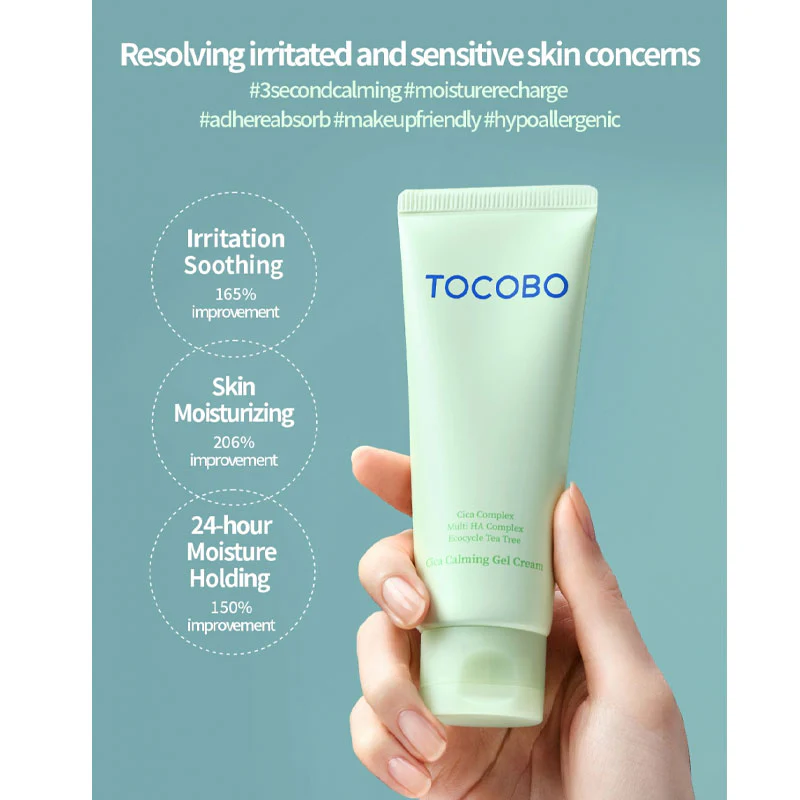 Resolving irritated and sensitive skin concerns
#3secondcalming #moisturerecharge
#adhereabsorb #makeupfriendly #hypoallergenic
Irritation
Soothing
165%
improvement
Skin
Moisturizing
206%
improvement
24-hour
Moisture
Holding
150%
improvement
TOCOBO
Cica Complex
Multi HA Complex
Ecocycle Tea Tree
Cica Calming Gel Cream